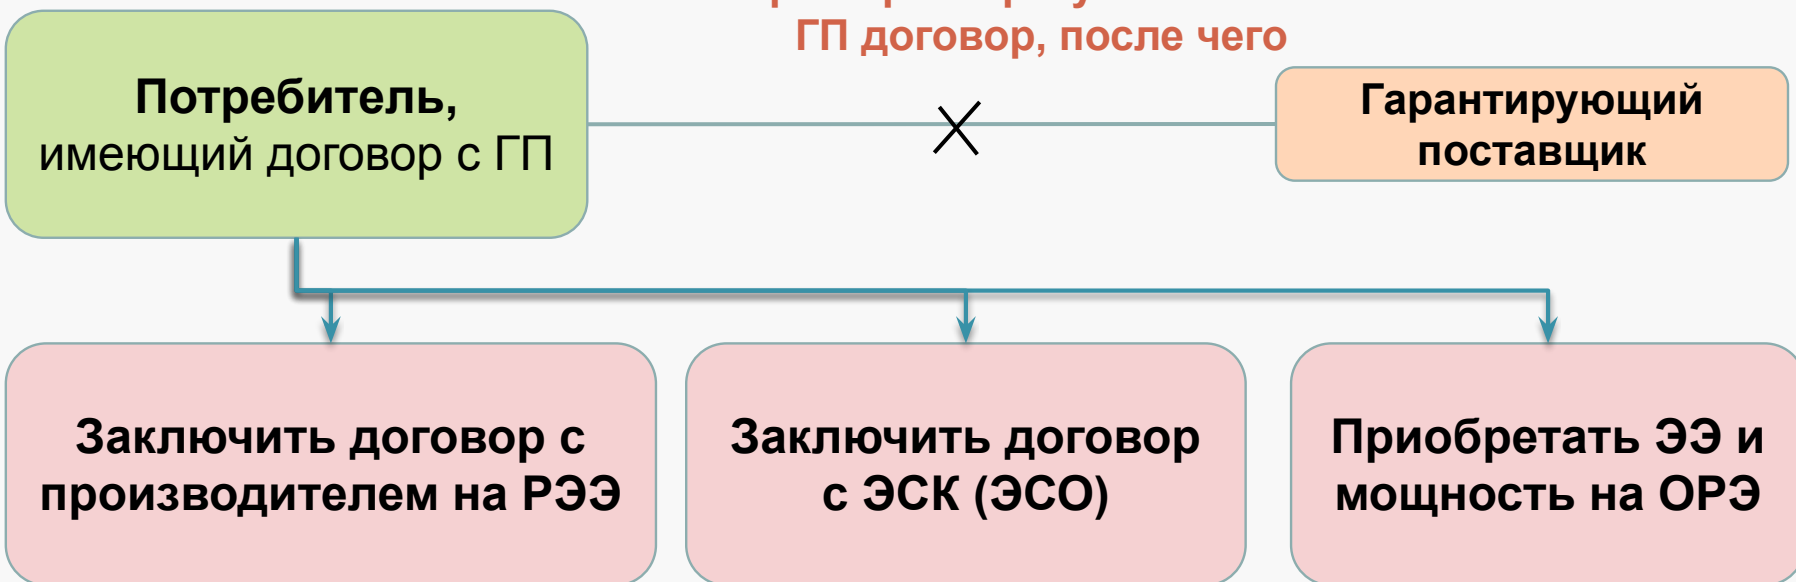 ГП договор, после чего
Потребитель,
имеющий договор с ГП
Гарантирующий
поставщик
Заключить договор с
производителем на РЭЭ
Заключить договор
с ЭСК (ЭСО)
Приобретать ЭЭ и
мощность на ОРЭ